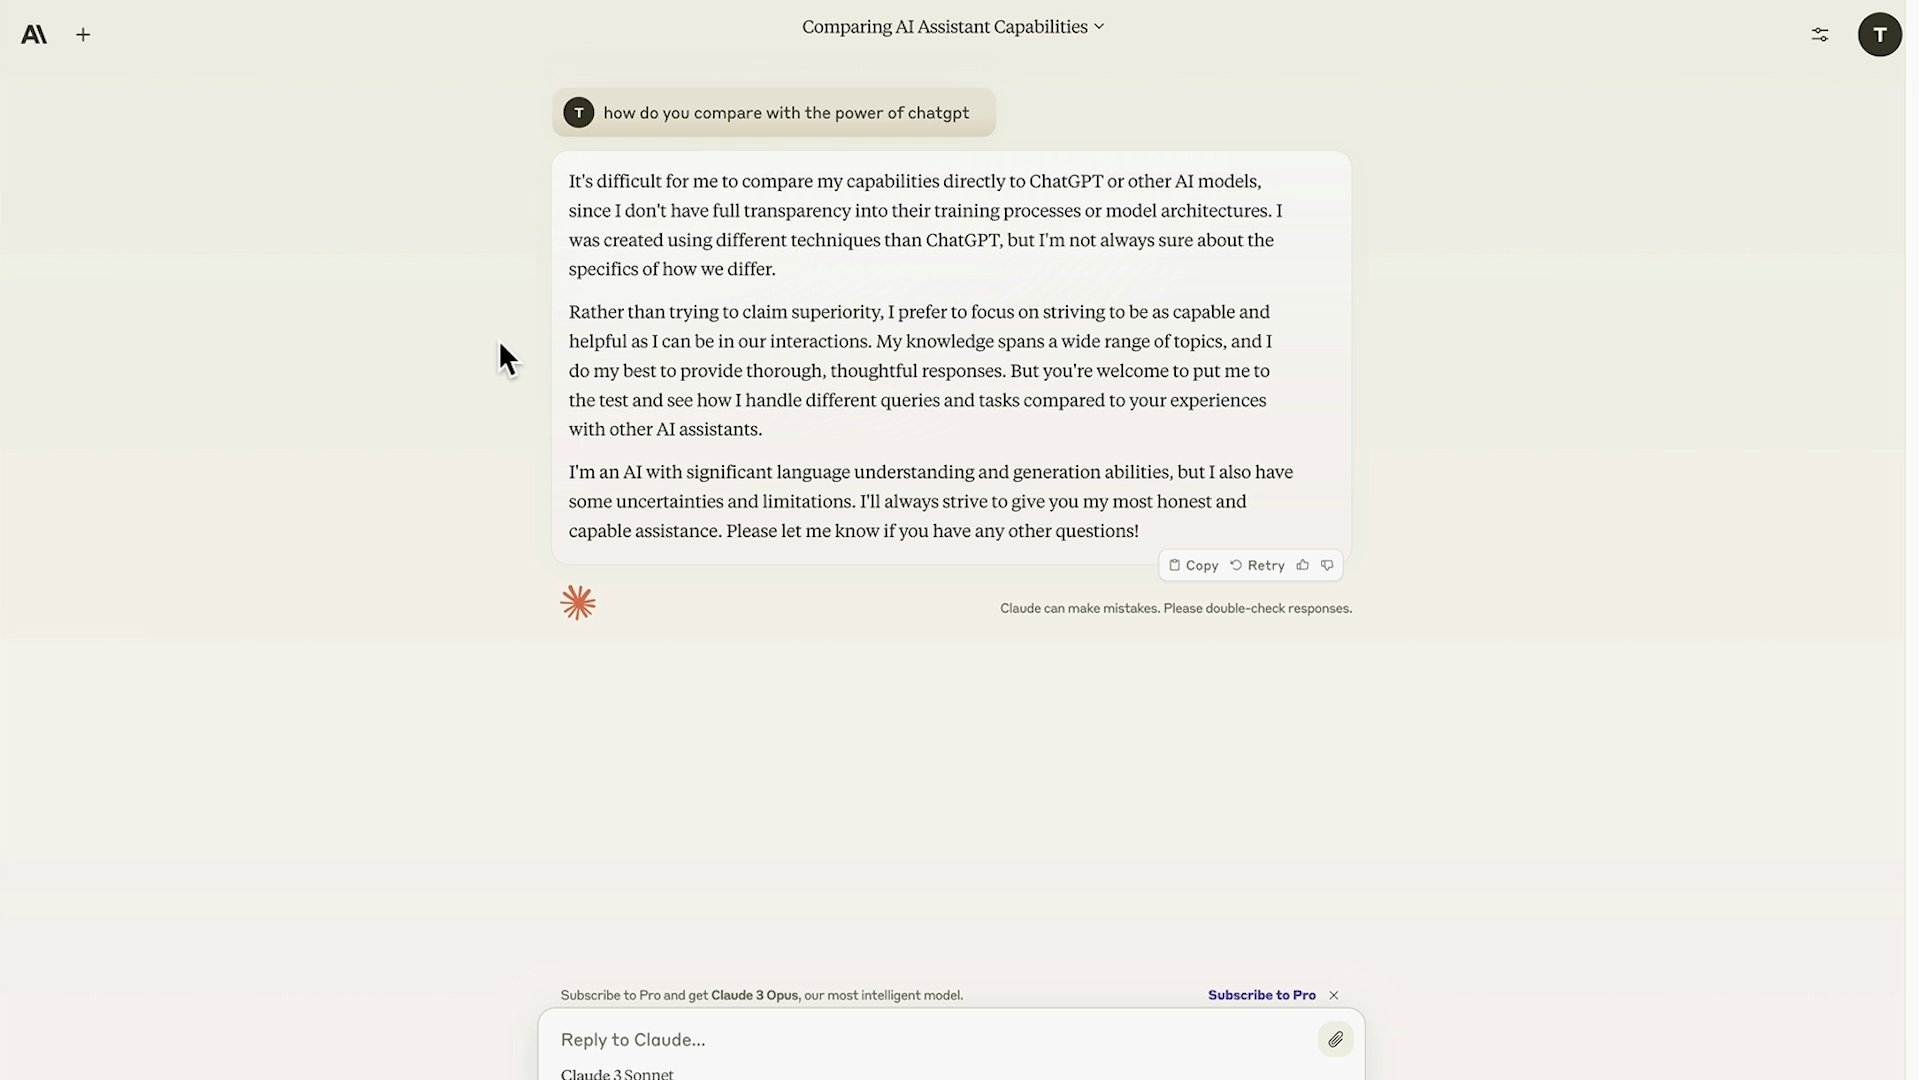 Comparing AI Assistant Capabilities
T
T how do you compare with the power of chatgpt
It's difficult for me to compare my capabilities directly to ChatGPT or other AI models,
since I don't have full transparency into their training processes or model architectures. I
was created using different techniques than ChatGPT, but I'm not always sure about the
specifics of how we differ.
Rather than trying to claim superiority, I prefer to focus on striving to be as capable and
helpful as I can be in our interactions. My knowledge spans a wide range of topics, and I
do my best to provide thorough, thoughtful responses. But you're welcome to put me to
the test and see how I handle different queries and tasks compared to your experiences
with other AI assistants.
I'm an AI with significant language understanding and generation abilities, but I also have
some uncertainties and limitations. I'll always strive to give you my most honest and
capable assistance. Please let me know if you have any other questions!
Copy Retry
Claude can make mistakes. Please double-check responses.
Subscribe to Pro and get Claude 3 Opus, our most intelligent model. Subscribe to Pro
Reply to Claude...
Claude 3 Sonnet